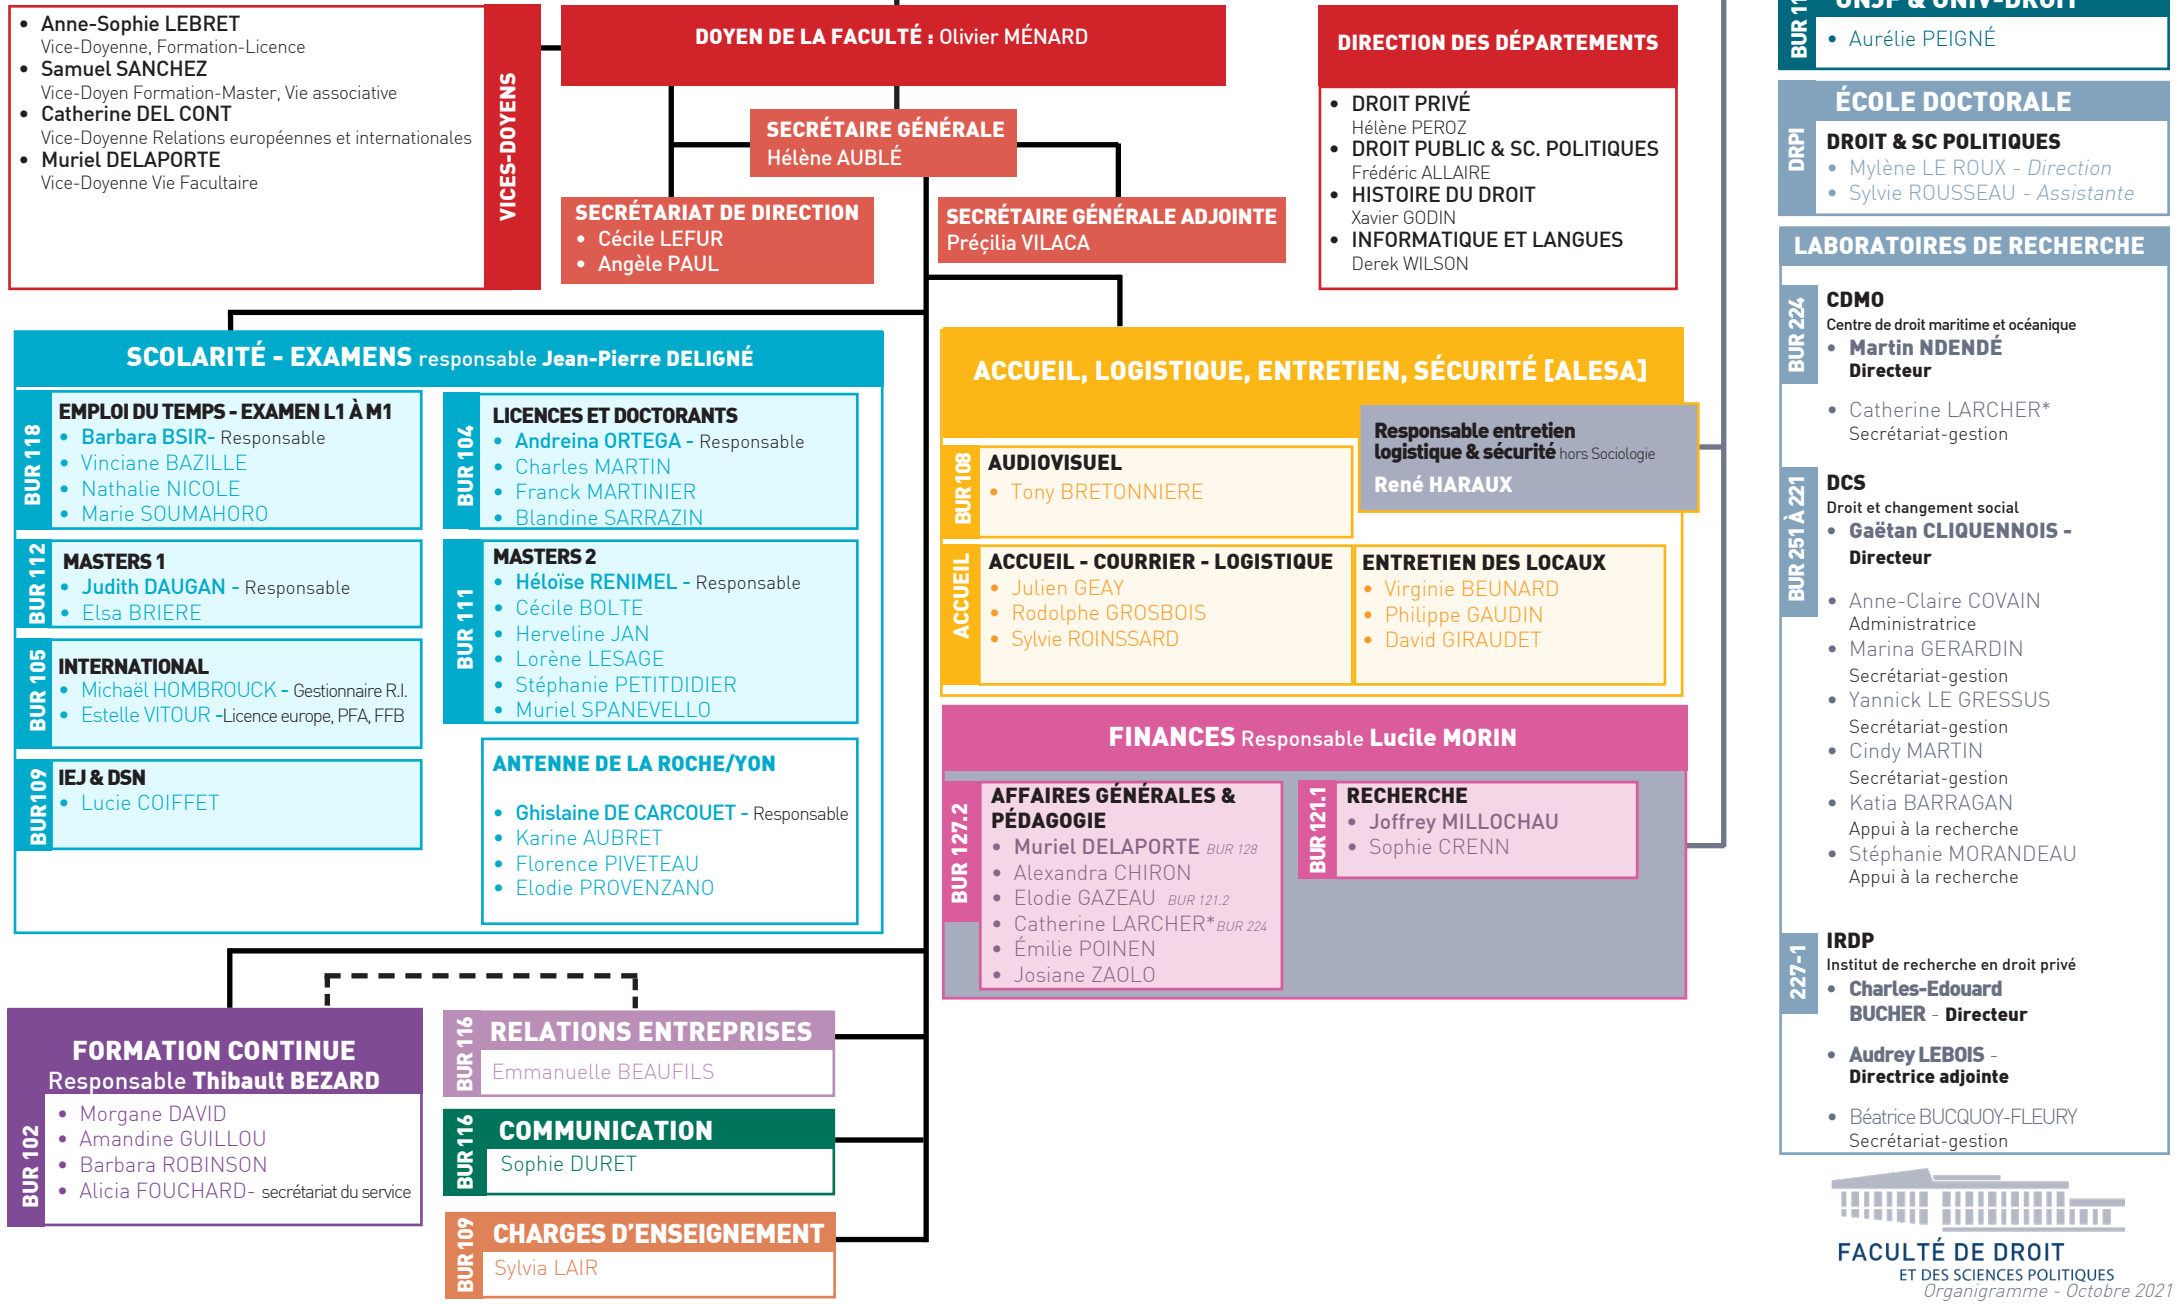 • Anne-Sophie LEBRET
Vice-Doyenne, Formation-Licence
• Samuel SANCHEZ
Vice-Doyen Formation-Master, Vie associative
• Catherine DEL CONT
Vice-Doyenne Relations européennes et internationales
• Muriel DELAPORTE
Vice-Doyenne Vie Facultaire
VICES-DOYENS
DOYEN DE LA FACULTÉ : Olivier MÉNARD
SECRÉTAIRE GÉNÉRALE
Hélène AUBLÉ
SECRÉTARIAT DE DIRECTION
• Cécile LEFUR
• Angèle PAUL
SECRÉTAIRE GÉNÉRALE ADJOINTE
Préçilia VILACA
DIRECTION DES DÉPARTEMENTS
• DROIT PRIVÉ
Hélène PEROZ
• DROIT PUBLIC & SC. POLITIQUES
Frédéric ALLAIRE
• HISTOIRE DU DROIT
Xavier GODIN
• INFORMATIQUE ET LANGUES
Derek WILSON
SCOLARITÉ - EXAMENS responsable Jean-Pierre DELIGNÉ
BUR 118
EMPLOI DU TEMPS - EXAMEN L1 À M1
• Barbara BSIR- Responsable
• Vinciane BAZILLE
• Nathalie NICOLE
• Marie SOUMAHORO
BUR 112
MASTERS 1
• Judith DAUGAN - Responsable
• Elsa BRIERE
BUR 105
INTERNATIONAL
• Michaël HOMBROUCK - Gestionnaire R.I.
• Estelle VITOUR -Licence europe, PFA, FFB
BUR109
IEJ & DSN
• Lucie COIFFET
BUR 104
LICENCES ET DOCTORANTS
• Andreina ORTEGA - Responsable
• Charles MARTIN
• Franck MARTINIER
• Blandine SARRAZIN
BUR 111
MASTERS 2
• Héloïse RENIMEL - Responsable
• Cécile BOLTE
• Herveline JAN
• Lorène LESAGE
• Stéphanie PETITDIDIER
• Muriel SPANEVELLO
ANTENNE DE LA ROCHE/YON
• Ghislaine DE CARCOUET - Responsable
• Karine AUBRET
• Florence PIVETEAU
• Elodie PROVENZANO
ACCUEIL, LOGISTIQUE, ENTRETIEN, SÉCURITÉ [ALESA]
Responsable entretien
logistique & sécurité hors Sociologie
René HARAUX
BUR108
AUDIOVISUEL
• Tony BRETONNIERE
ACCUEIL
ACCUEIL - COURRIER - LOGISTIQUE
• Julien GEAY
• Rodolphe GROSBOIS
• Sylvie ROINSSARD
ENTRETIEN DES LOCAUX
• Virginie BEUNARD
• Philippe GAUDIN
• David GIRAUDET
FINANCES Responsable Lucile MORIN
BUR 127.2
AFFAIRES GÉNÉRALES &
PÉDAGOGIE
• Muriel DELAPORTE BUR 128
• Alexandra CHIRON
• Elodie GAZEAU BUR 121.2
• Catherine LARCHER* BUR 224
• Émilie POINEN
• Josiane ZAOLO
BUR 121.1
RECHERCHE
• Joffrey MILLOCHAU
• Sophie CRENN
FORMATION CONTINUE
Responsable Thibault BEZARD
BUR 102
• Morgane DAVID
• Amandine GUILLOU
• Barbara ROBINSON
• Alicia FOUCHARD- secrétariat du service
BUR 116
RELATIONS ENTREPRISES
Emmanuelle BEAUFILS
BUR 116
COMMUNICATION
Sophie DURET
BUR 109
CHARGES D'ENSEIGNEMENT
Sylvia LAIR
BUR 11
UNJF & UNIV-DROIT
• Aurélie PEIGNÉ
ÉCOLE DOCTORALE
DRPI
DROIT & SC POLITIQUES
• Mylène LE ROUX - Direction
• Sylvie ROUSSEAU - Assistante
LABORATOIRES DE RECHERCHE
BUR 224
CDMO
Centre de droit maritime et océanique
• Martin NDENDÉ
Directeur
• Catherine LARCHER*
Secrétariat-gestion
BUR 251 À 221
DCS
Droit et changement social
• Gaëtan CLIQUENNOIS -
Directeur
• Anne-Claire COVAIN
Administratrice
• Marina GERARDIN
Secrétariat-gestion
• Yannick LE GRESSUS
Secrétariat-gestion
• Cindy MARTIN
Secrétariat-gestion
• Katia BARRAGAN
Appui à la recherche
• Stéphanie MORANDEAU
Appui à la recherche
227-1
IRDP
Institut de recherche en droit privé
• Charles-Edouard
BUCHER - Directeur
• Audrey LEBOIS -
Directrice adjointe
• Béatrice BUCQUOY-FLEURY
Secrétariat-gestion
FACULTÉ DE DROIT
ET DES SCIENCES POLITIQUES
Organigramme - Octobre 2021